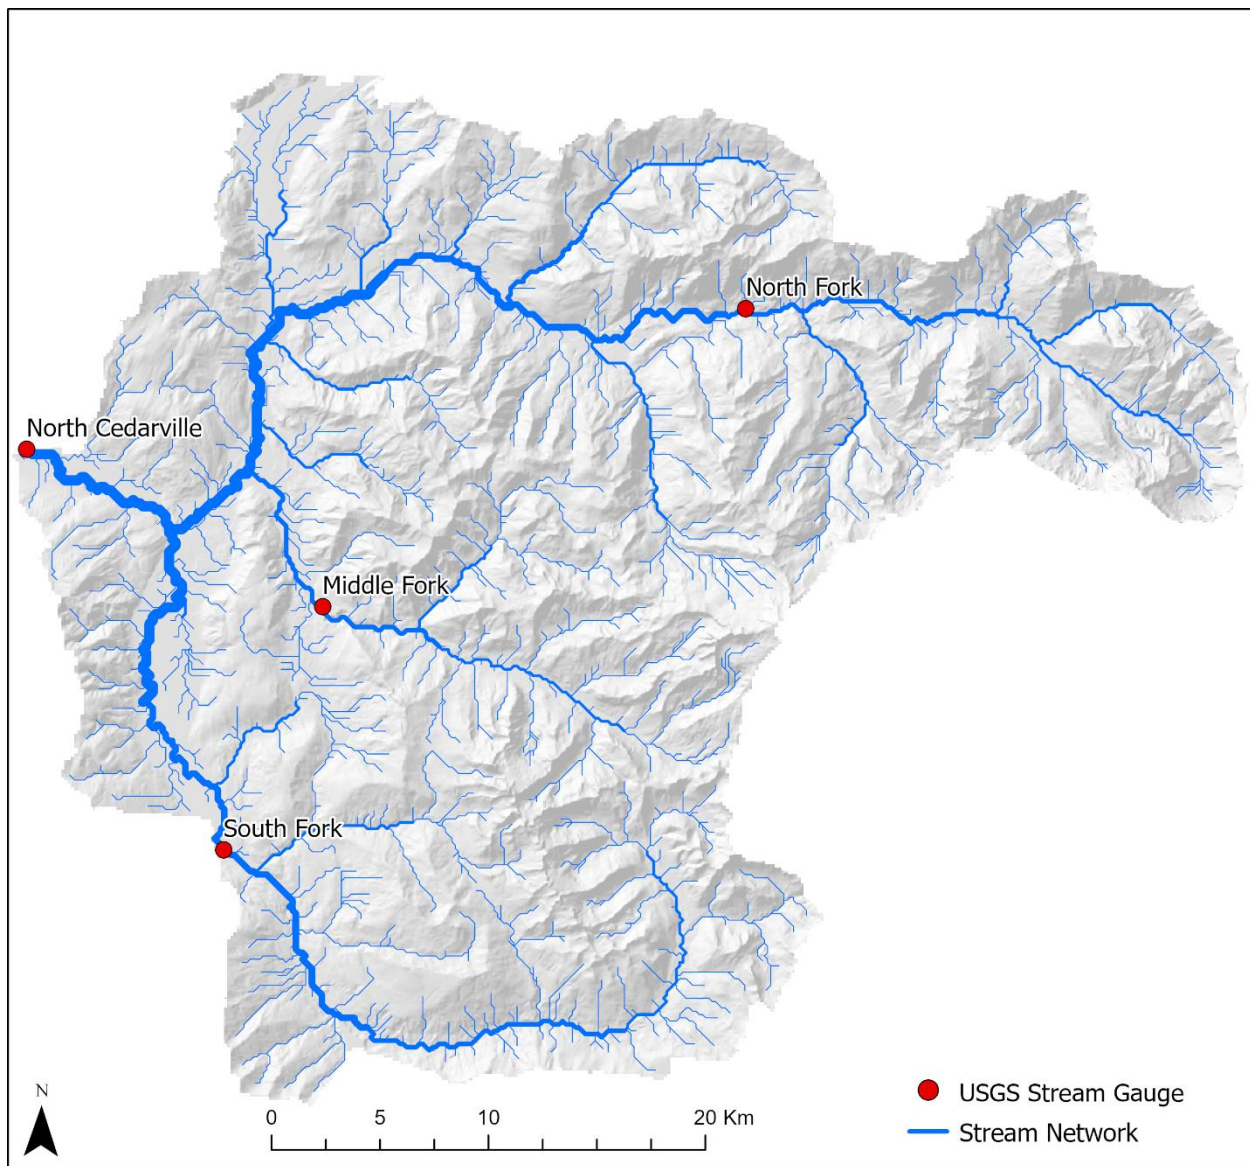 North Fork
North Cedarville
Middle Fork
South Fork
N
0 5 10 20 Km
USGS Stream Gauge
Stream Network